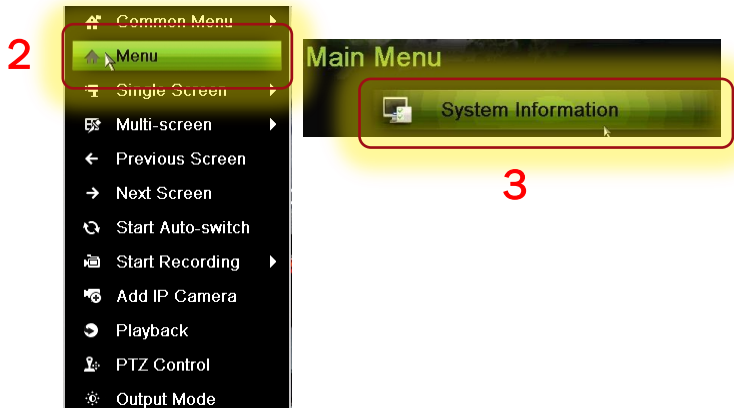 2
Common Menu
Menu
Single Screen
Multi-screen
Previous Screen
Next Screen
Start Auto-switch
Start Recording
Add IP Camera
Playback
PTZ Control
Output Mode
Main Menu
System Information
3